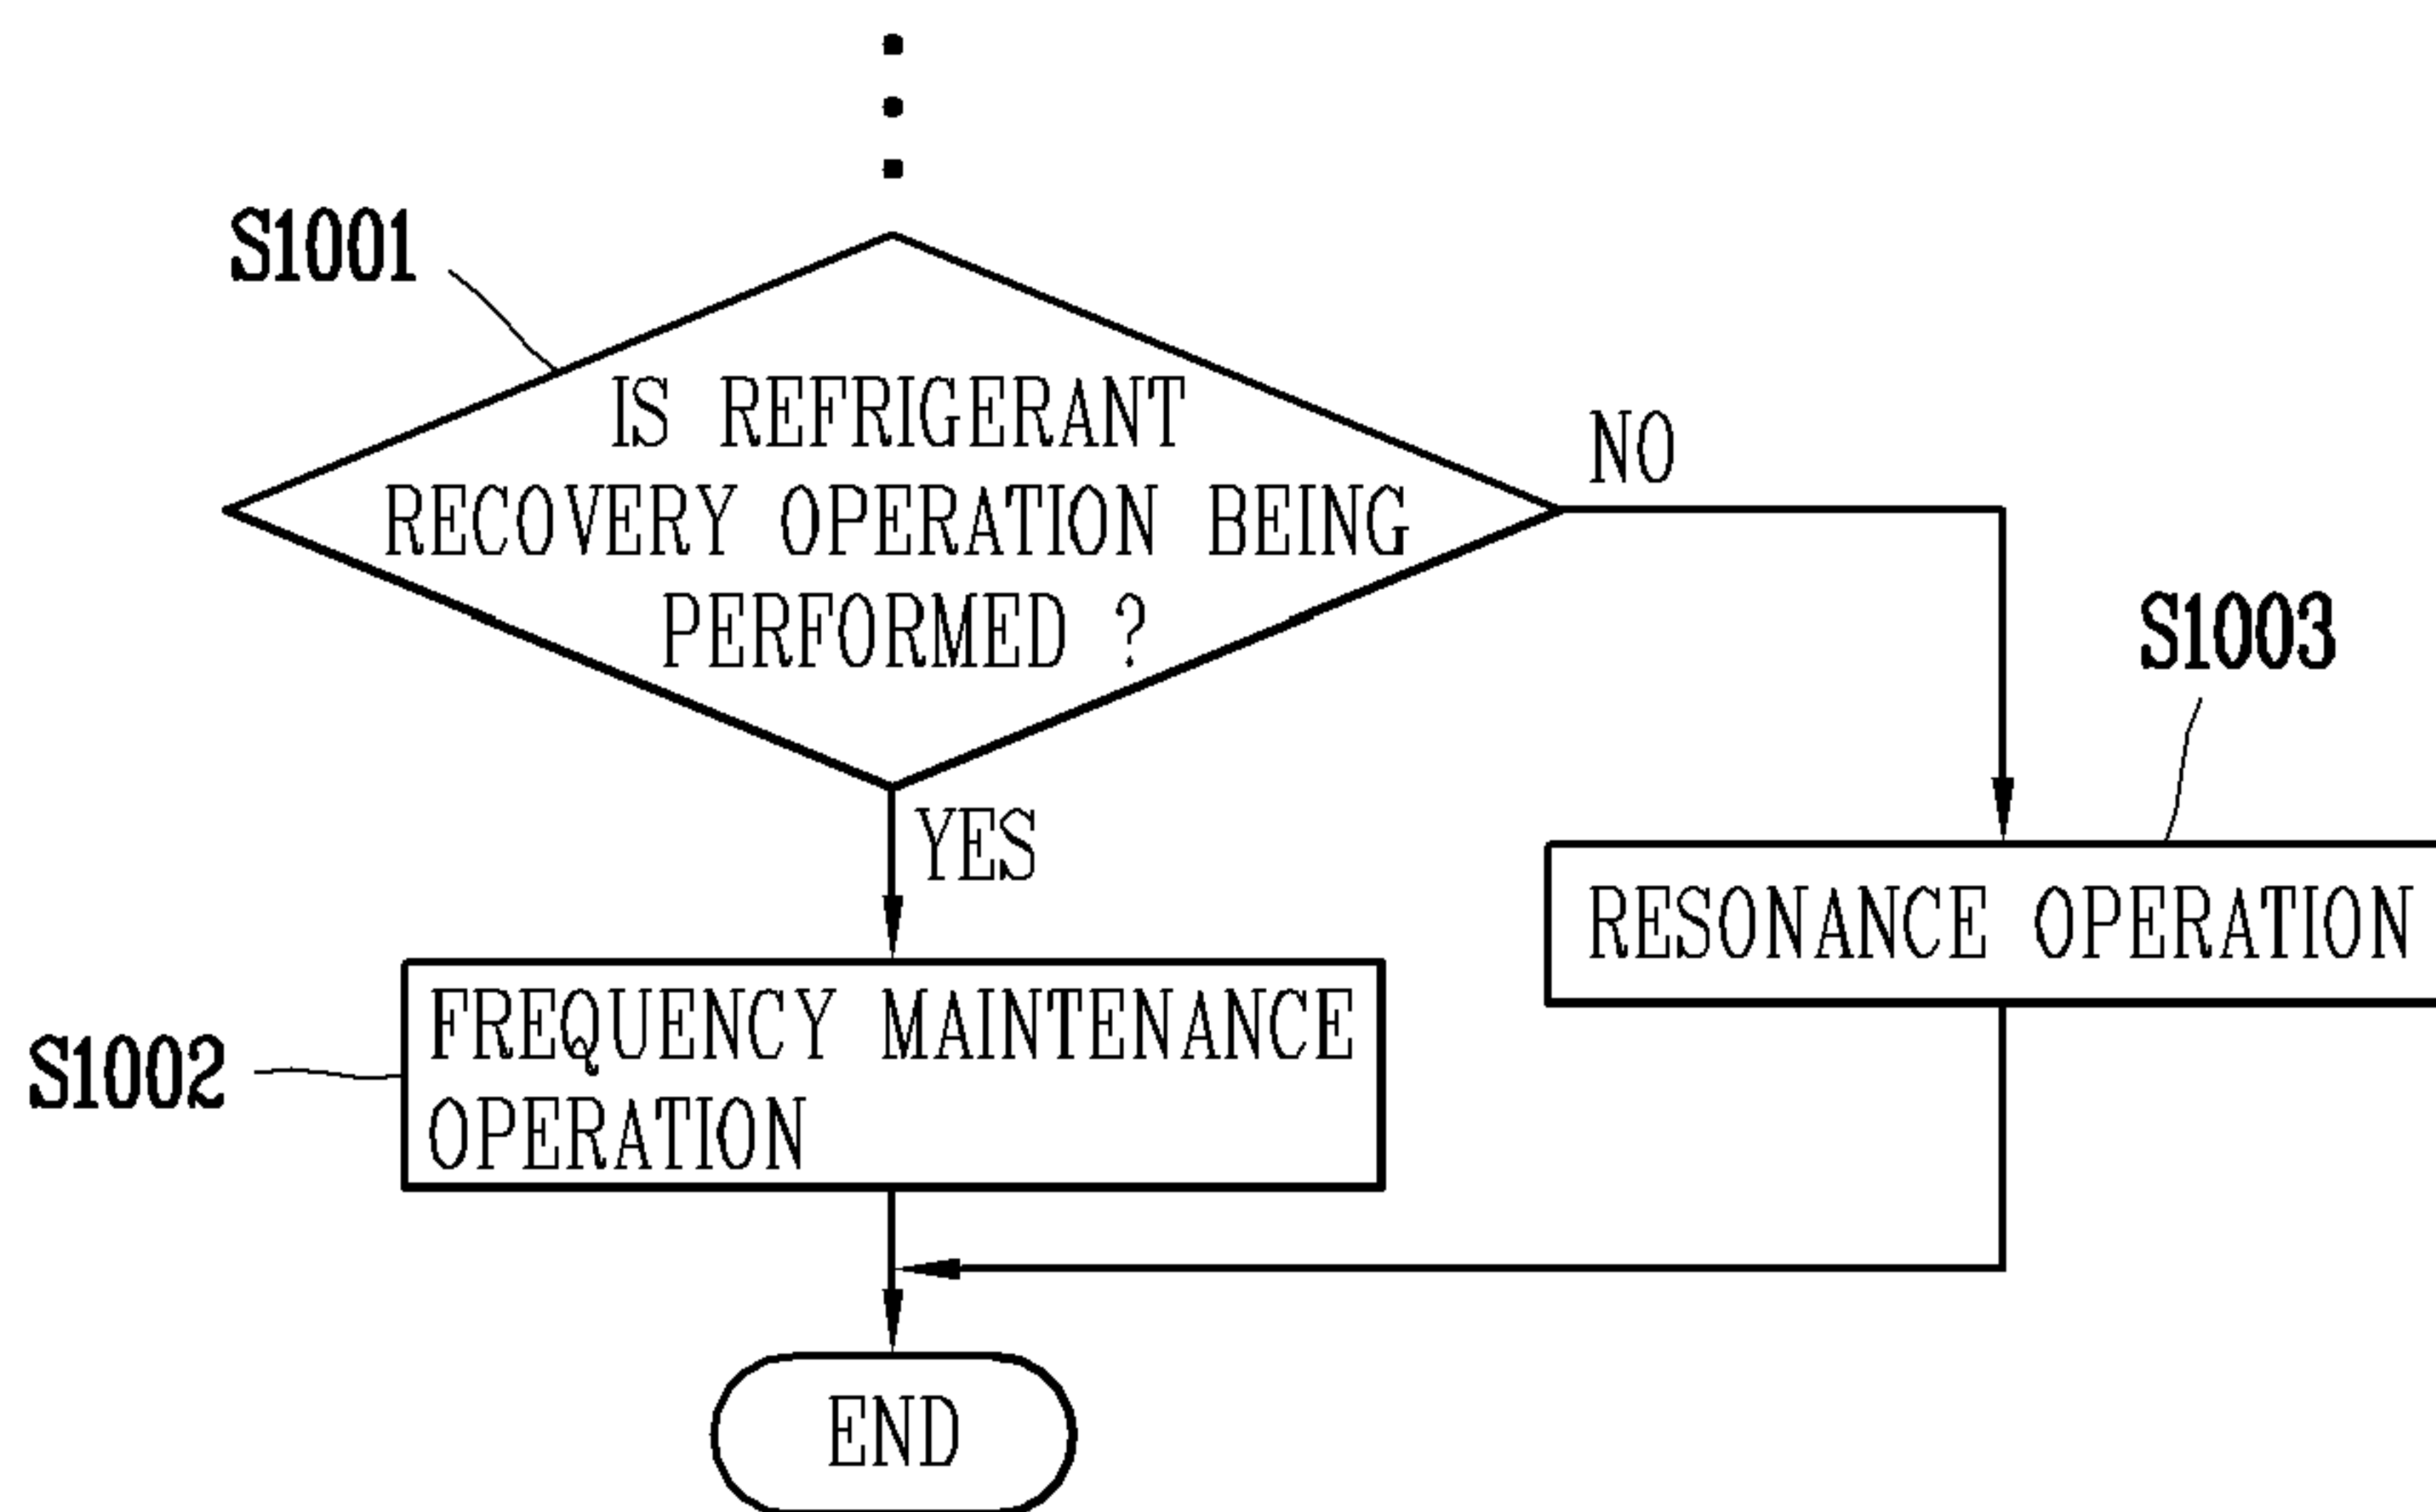 S1001
IS REFRIGERANT
RECOVERY OPERATION BEING
PERFORMED ?
NO
YES
S1003
RESONANCE OPERATION
S1002
FREQUENCY MAINTENANCE
OPERATION
END